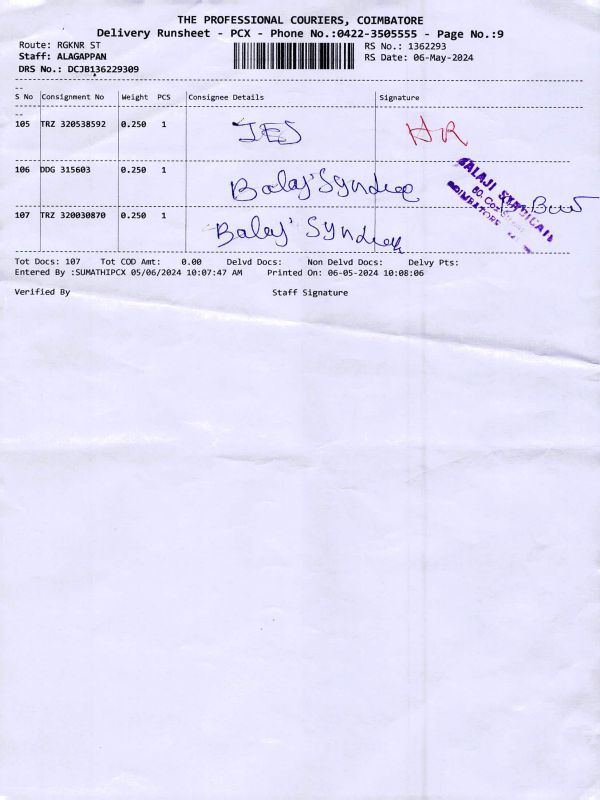 THE PROFESSIONAL COURIERS, COIMBATORE
Delivery Runsheet - PCX - Phone No.:0422-3505555 - Page No.:9
Route: RGKNR ST
RS No.: 1362293
Staff: ALAGAPPAN
RS Date: 06-May-2024
DRS No.: DCJB136229309
S No Consignment No Weight PCS Consignee Details Signature
105 TRZ 320538592 0.250 1 JES HR
106 DDG 315603 0.250 1 Balaji Syndicate
BALAJI SYNDICATE
COIMBATORE
107 TRZ 320030870 0.250 1 Balaji Syndicate
Tot Docs: 107 Tot COD Amt: 0.00 Delvd Docs: Non Delvd Docs: Delvy Pts:
Entered By :SUMATHIPCX 05/06/2024 10:07:47 AM Printed On: 06-05-2024 10:08:06
Verified By Staff Signature